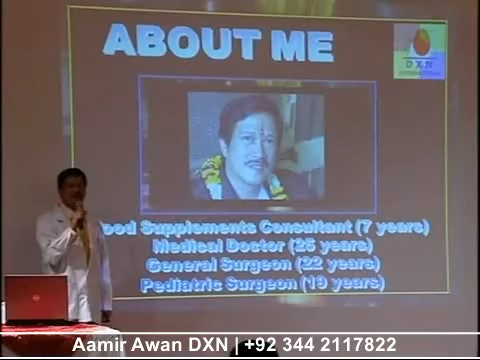 ABOUT ME
DXN
Food Supplements Consultant (7 years)
Medical Doctor (25 years)
General Surgeon (22 years)
Pediatric Surgeon (19 years)
Aamir Awan DXN | +92 344 2117822